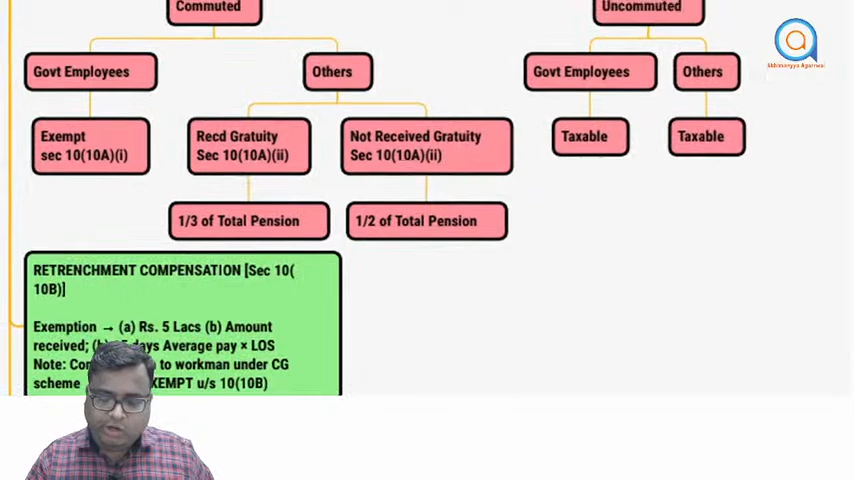 Commuted
Uncommuted
Govt Employees
Others
Govt Employees
Others
Exempt
sec 10(10A)(i)
Recd Gratuity
Sec 10(10A)(ii)
Not Received Gratuity
Sec 10(10A)(ii)
Taxable
Taxable
1/3 of Total Pension
1/2 of Total Pension
RETRENCHMENT COMPENSATION [Sec 10(
10B)]
Exemption → (a) Rs. 5 Lacs (b) Amount
received; days Average pay × LOS
Note: to workman under CG
scheme u/s 10(10B)